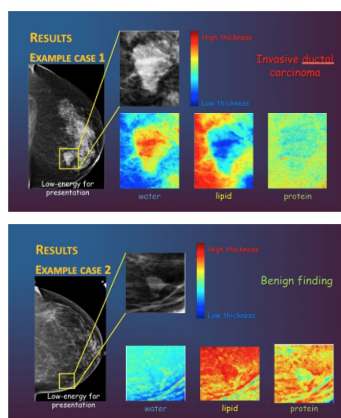 RESULTS
EXAMPLE CASE 1
High thickness
Invasive ductal
carcinoma
Low thickness
Low-energy for
presentation
water
lipid
protein
RESULTS
EXAMPLE CASE 2
High thickness
Benign finding
Low thickness
Low-energy for
presentation
water
lipid
protein